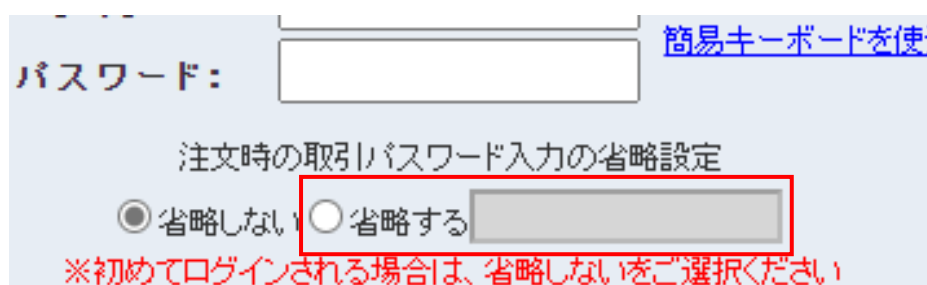 簡易キーボードを使
パスワード:
注文時の取引パスワード入力の省略設定
省略しない 省略する
※初めてログインされる場合は、省略しないをご選択ください